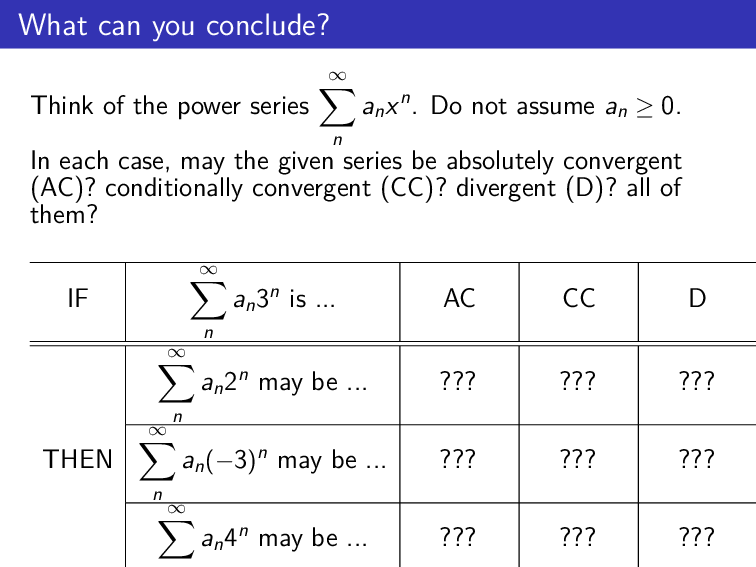 What can you conclude?
Think of the power series $\sum_{n}^{\infty} a_n x^n$. Do not assume $a_n \geq 0$.
In each case, may the given series be absolutely convergent
(AC)? conditionally convergent (CC)? divergent (D)? all of
them?
IF $\sum_{n}^{\infty} a_n 3^n$ is ... AC CC D
$\sum_{n}^{\infty} a_n 2^n$ may be ... ??? ??? ???
THEN $\sum_{n}^{\infty} a_n (-3)^n$ may be ... ??? ??? ???
$\sum_{n}^{\infty} a_n 4^n$ may be ... ??? ??? ???